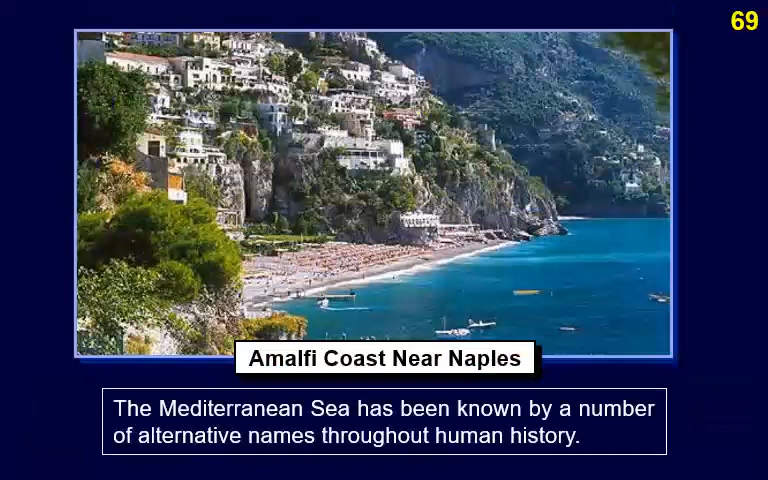 69
Amalfi Coast Near Naples
The Mediterranean Sea has been known by a number
of alternative names throughout human history.